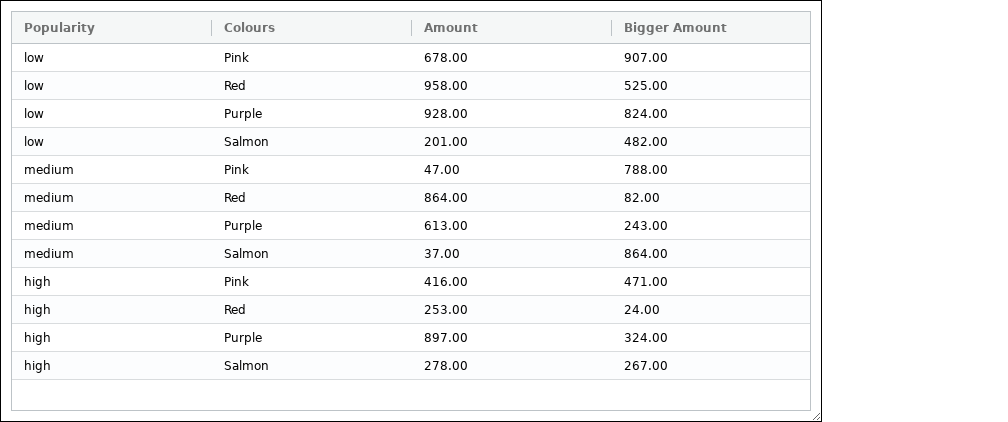 Popularity Colours Amount Bigger Amount
low Pink 678.00 907.00
low Red 958.00 525.00
low Purple 928.00 824.00
low Salmon 201.00 482.00
medium Pink 47.00 788.00
medium Red 864.00 82.00
medium Purple 613.00 243.00
medium Salmon 37.00 864.00
high Pink 416.00 471.00
high Red 253.00 24.00
high Purple 897.00 324.00
high Salmon 278.00 267.00